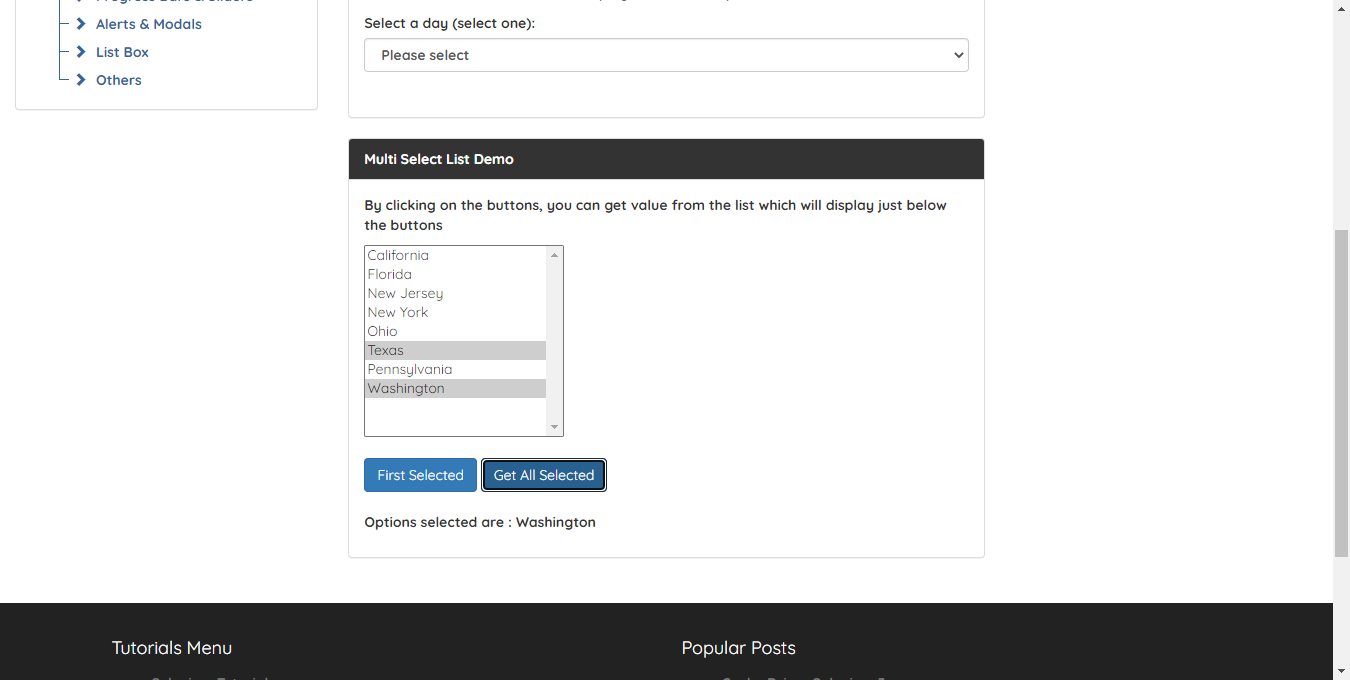 Alerts & Modals
List Box
Others
Select a day (select one):
Please select
Multi Select List Demo
By clicking on the buttons, you can get value from the list which will display just below
the buttons
California
Florida
New Jersey
New York
Ohio
Texas
Pennsylvania
Washington
First Selected
Get All Selected
Options selected are : Washington
Tutorials Menu
Popular Posts